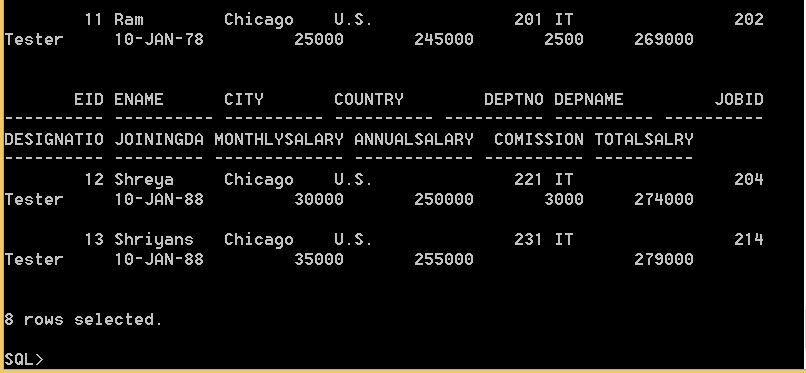 11 Ram        Chicago    U.S.              201 IT                202
Tester     10-JAN-78         25000       245000       2500     269000
       EID ENAME      CITY       COUNTRY        DEPTNO DEPNAME         JOBID
---------- ---------- ---------- ---------- ---------- ---------- ----------
DESIGNATIO JOININGDA MONTHLYSALARY ANNUALSALARY  COMISSION TOTALSALRY
---------- --------- ------------- ------------ ---------- ----------
        12 Shreya     Chicago    U.S.              221 IT                204
Tester     10-JAN-88         30000       250000       3000     274000
        13 Shriyans   Chicago    U.S.              231 IT                214
Tester     10-JAN-88         35000       255000                279000
8 rows selected.
SQL>